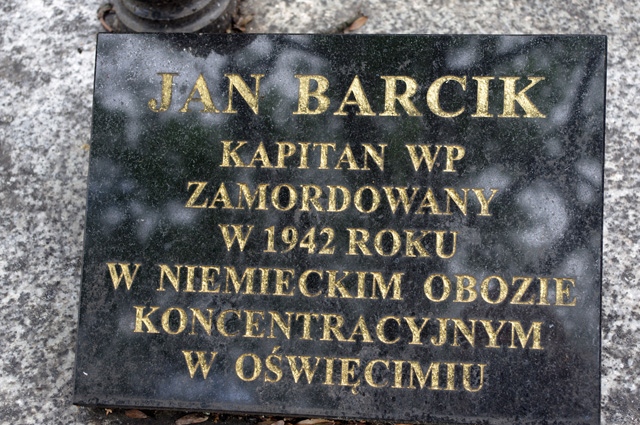 JAN BARCIK
KAPITAN WP
ZAMORDOWANY
W 1942 ROKU
W NIEMIECKIM OBOZIE
KONCENTRACYJNYM
W OŚWIĘCIMIU